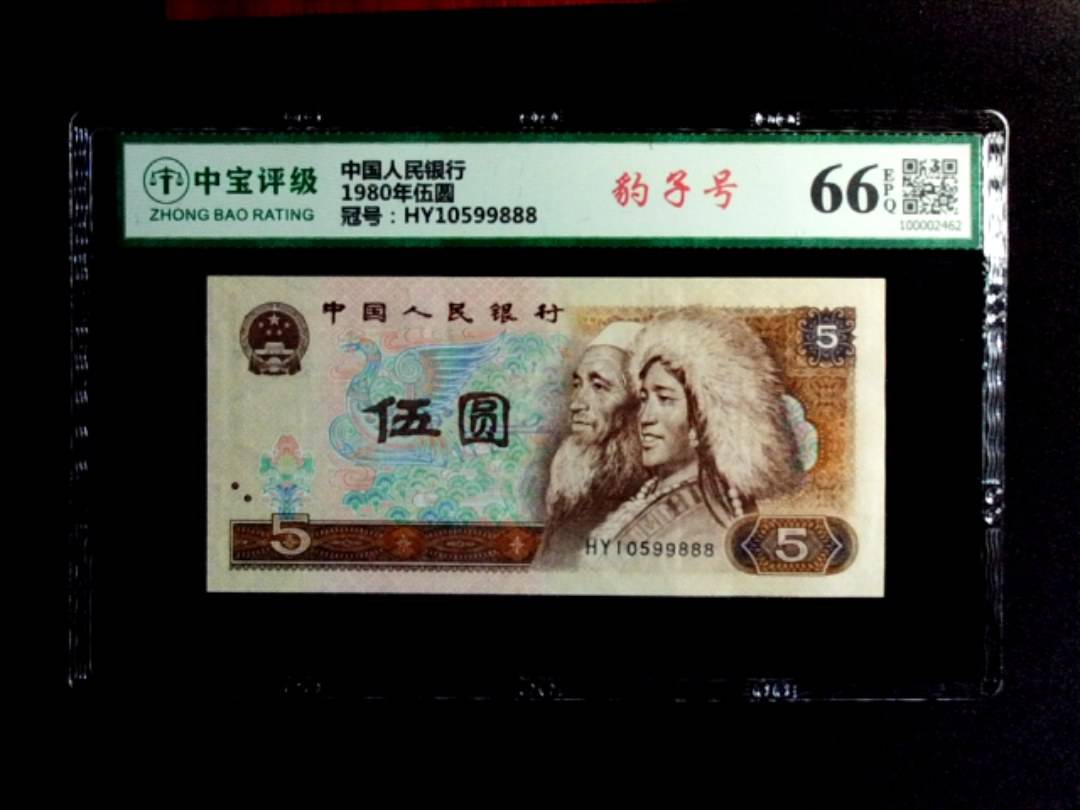 中宝评级
ZHONG BAO RATING
中国人民银行
1980年伍圆
冠号：HY10599888
豹子号
66
EPQ
100002462
中国人民银行
5
伍圆
5
HY10599888
5